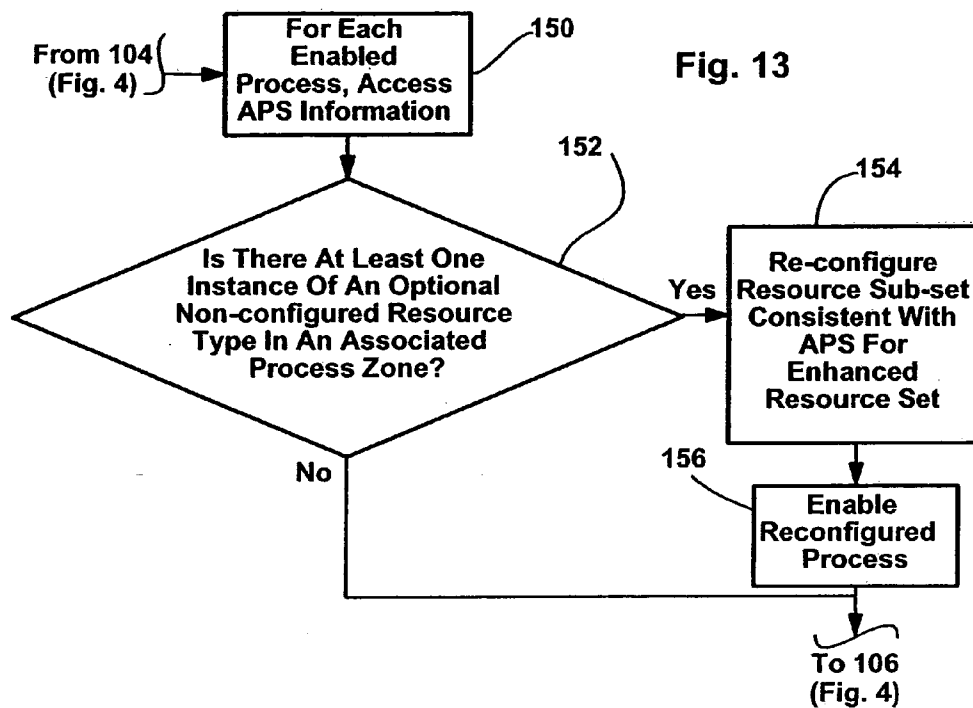 From 104
(Fig. 4)
For Each
Enabled
Process, Access
APS Information
150
Fig. 13
152
Is There At Least One
Instance Of An Optional
Non-configured Resource
Type In An Associated
Process Zone?
Yes
No
154
Re-configure
Resource Sub-set
Consistent With
APS For
Enhanced
Resource Set
156
Enable
Reconfigured
Process
To 106
(Fig. 4)